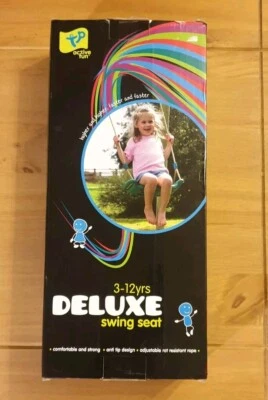 tp
active
fun
higher and higher, faster and faster
3-12yrs
DELUXE
swing seat
• comfortable and strong • anti tip design • adjustable rot resistant rope •